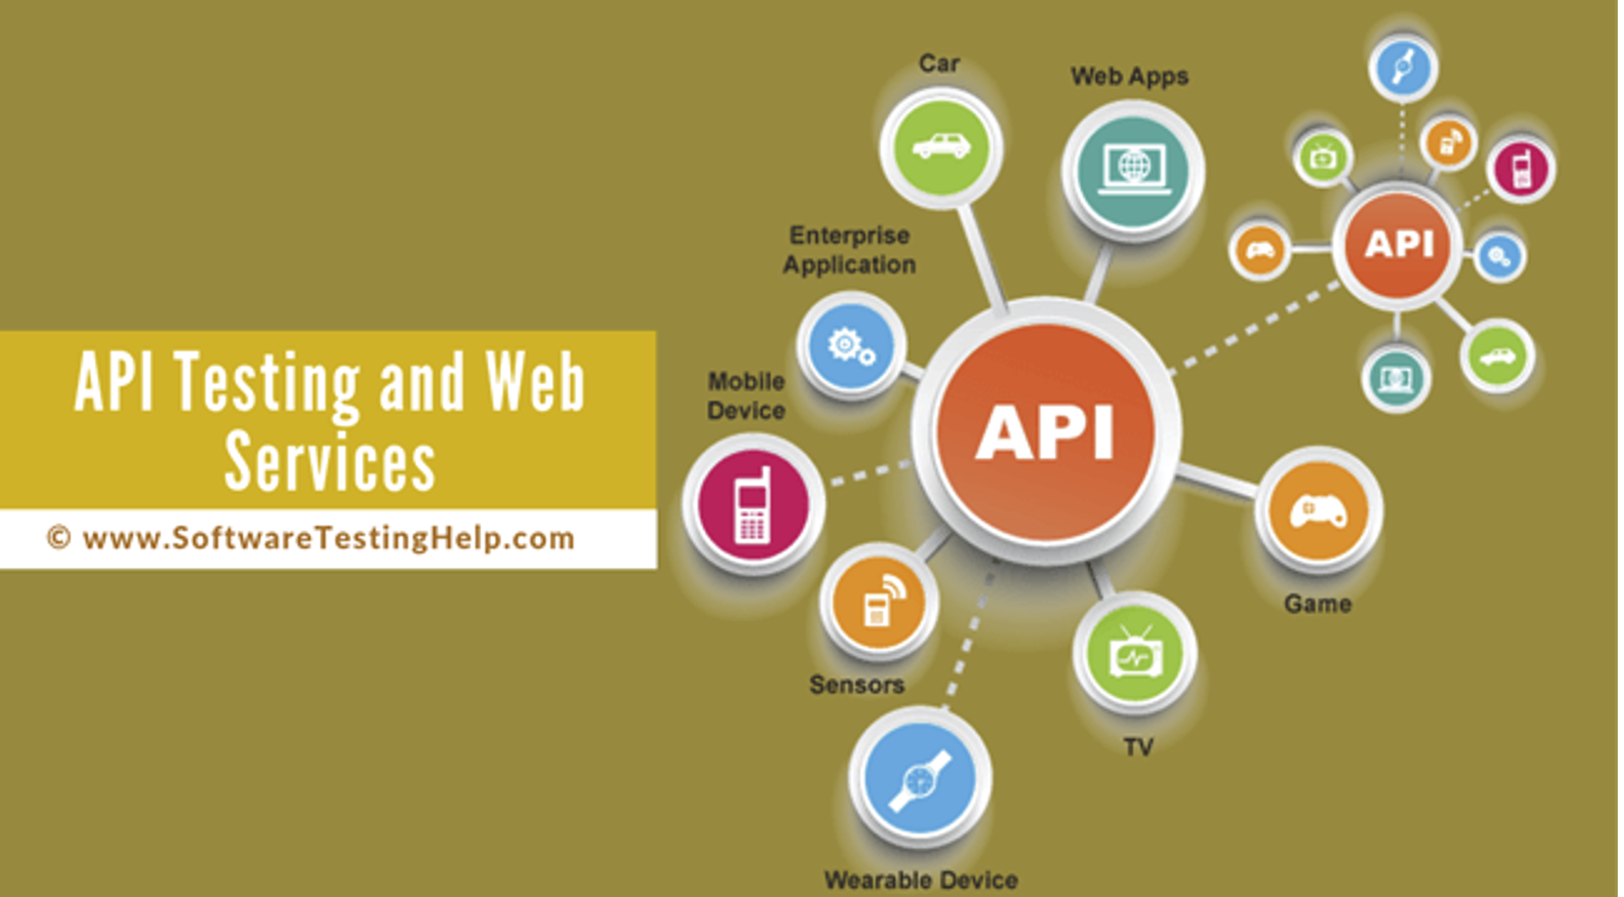 API Testing and Web
Services
© www.SoftwareTestingHelp.com
Car
Web Apps
Enterprise
Application
Mobile
Device
API
API
Sensors
Game
TV
Wearable Device